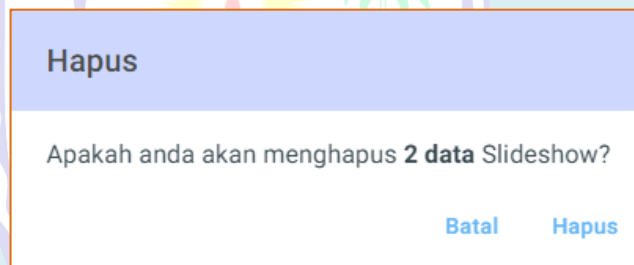 Hapus
Apakah anda akan menghapus 2 data Slideshow?
Batal Hapus